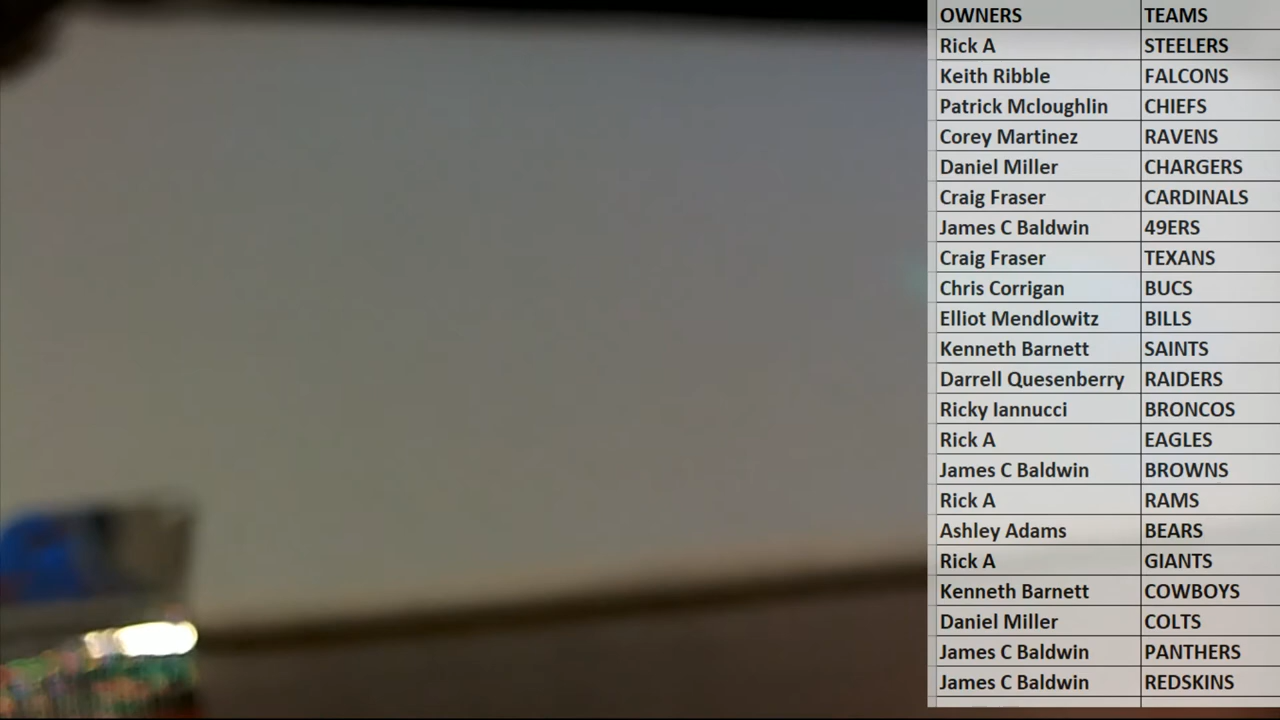 OWNERS TEAMS
Rick A STEELERS
Keith Ribble FALCONS
Patrick Mcloughlin CHIEFS
Corey Martinez RAVENS
Daniel Miller CHARGERS
Craig Fraser CARDINALS
James C Baldwin 49ERS
Craig Fraser TEXANS
Chris Corrigan BUCS
Elliot Mendlowitz BILLS
Kenneth Barnett SAINTS
Darrell Quesenberry RAIDERS
Ricky Iannucci BRONCOS
Rick A EAGLES
James C Baldwin BROWNS
Rick A RAMS
Ashley Adams BEARS
Rick A GIANTS
Kenneth Barnett COWBOYS
Daniel Miller COLTS
James C Baldwin PANTHERS
James C Baldwin REDSKINS